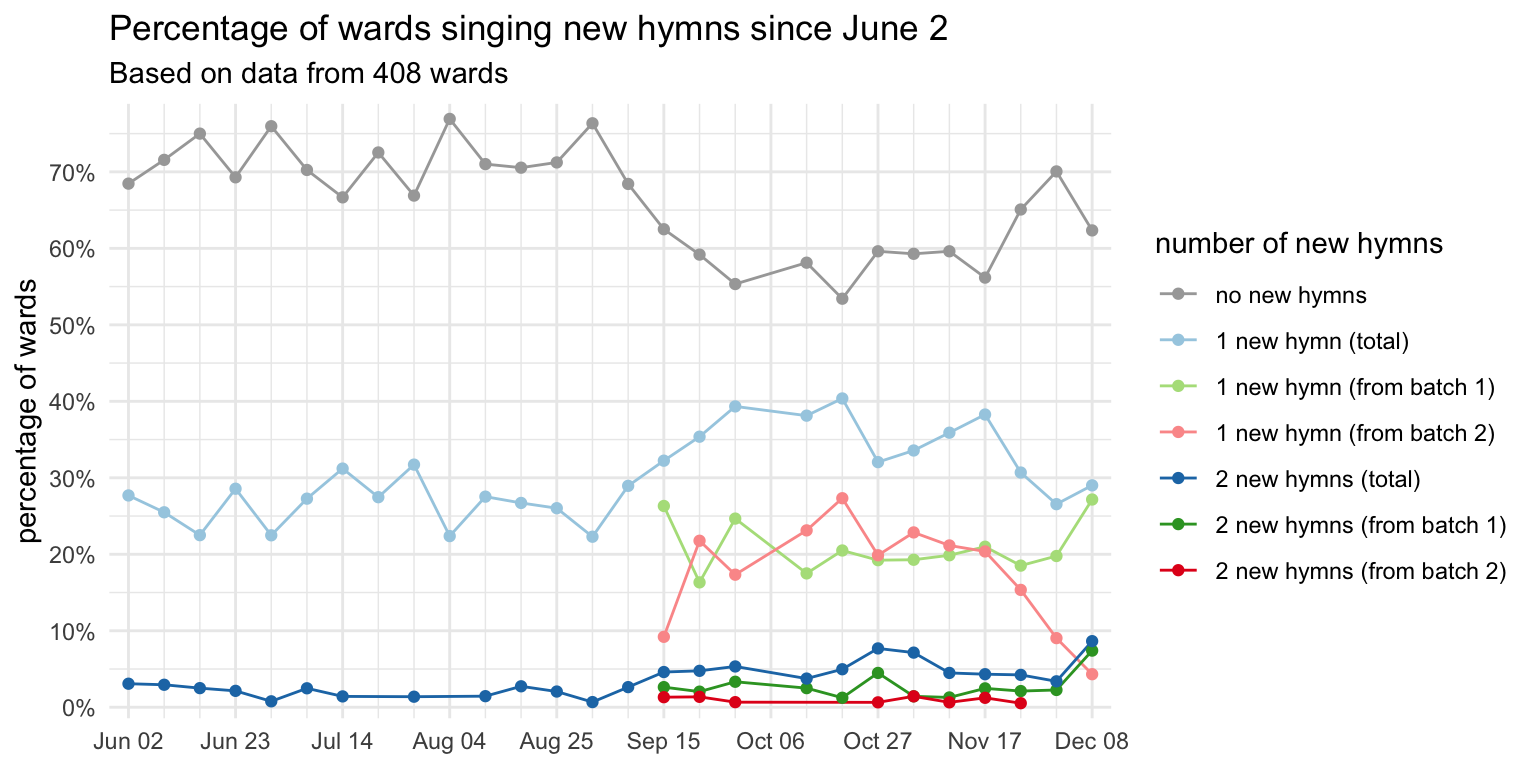 Percentage of wards singing new hymns since June 2
Based on data from 408 wards
percentage of wards
70%
60%
50%
40%
30%
20%
10%
0%
Jun 02 Jun 23 Jul 14 Aug 04 Aug 25 Sep 15 Oct 06 Oct 27 Nov 17 Dec 08
number of new hymns
no new hymns
1 new hymn (total)
1 new hymn (from batch 1)
1 new hymn (from batch 2)
2 new hymns (total)
2 new hymns (from batch 1)
2 new hymns (from batch 2)